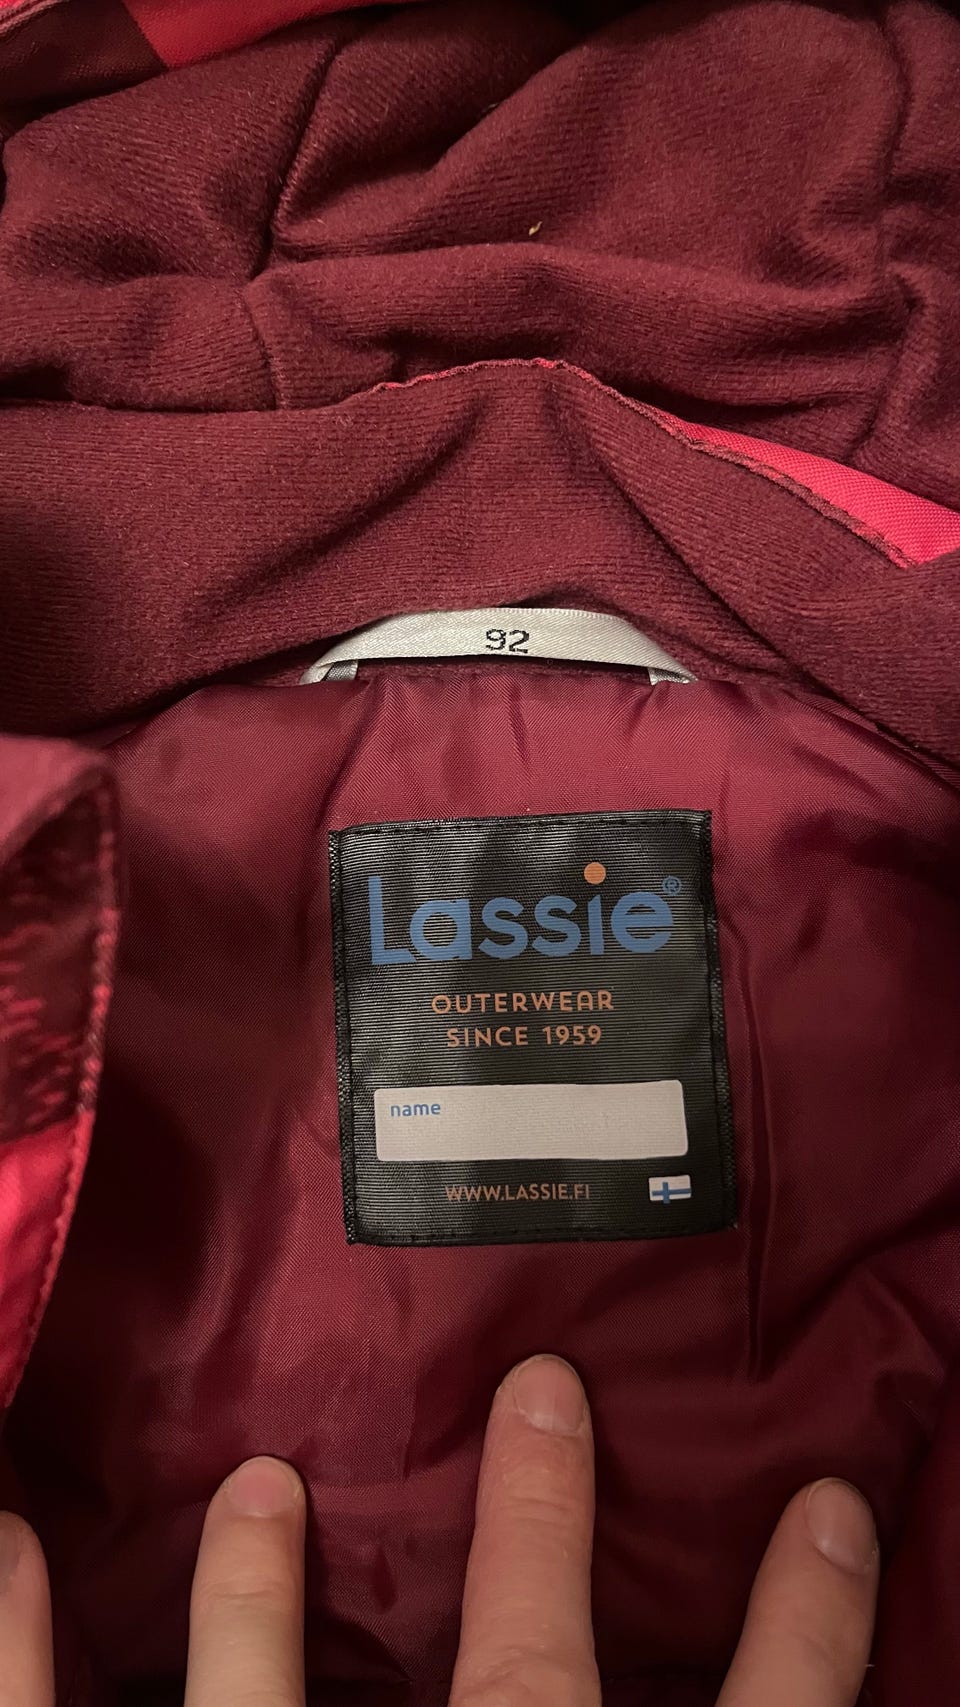 92
Lassie®
OUTERWEAR
SINCE 1959
name
WWW.LASSIE.FI